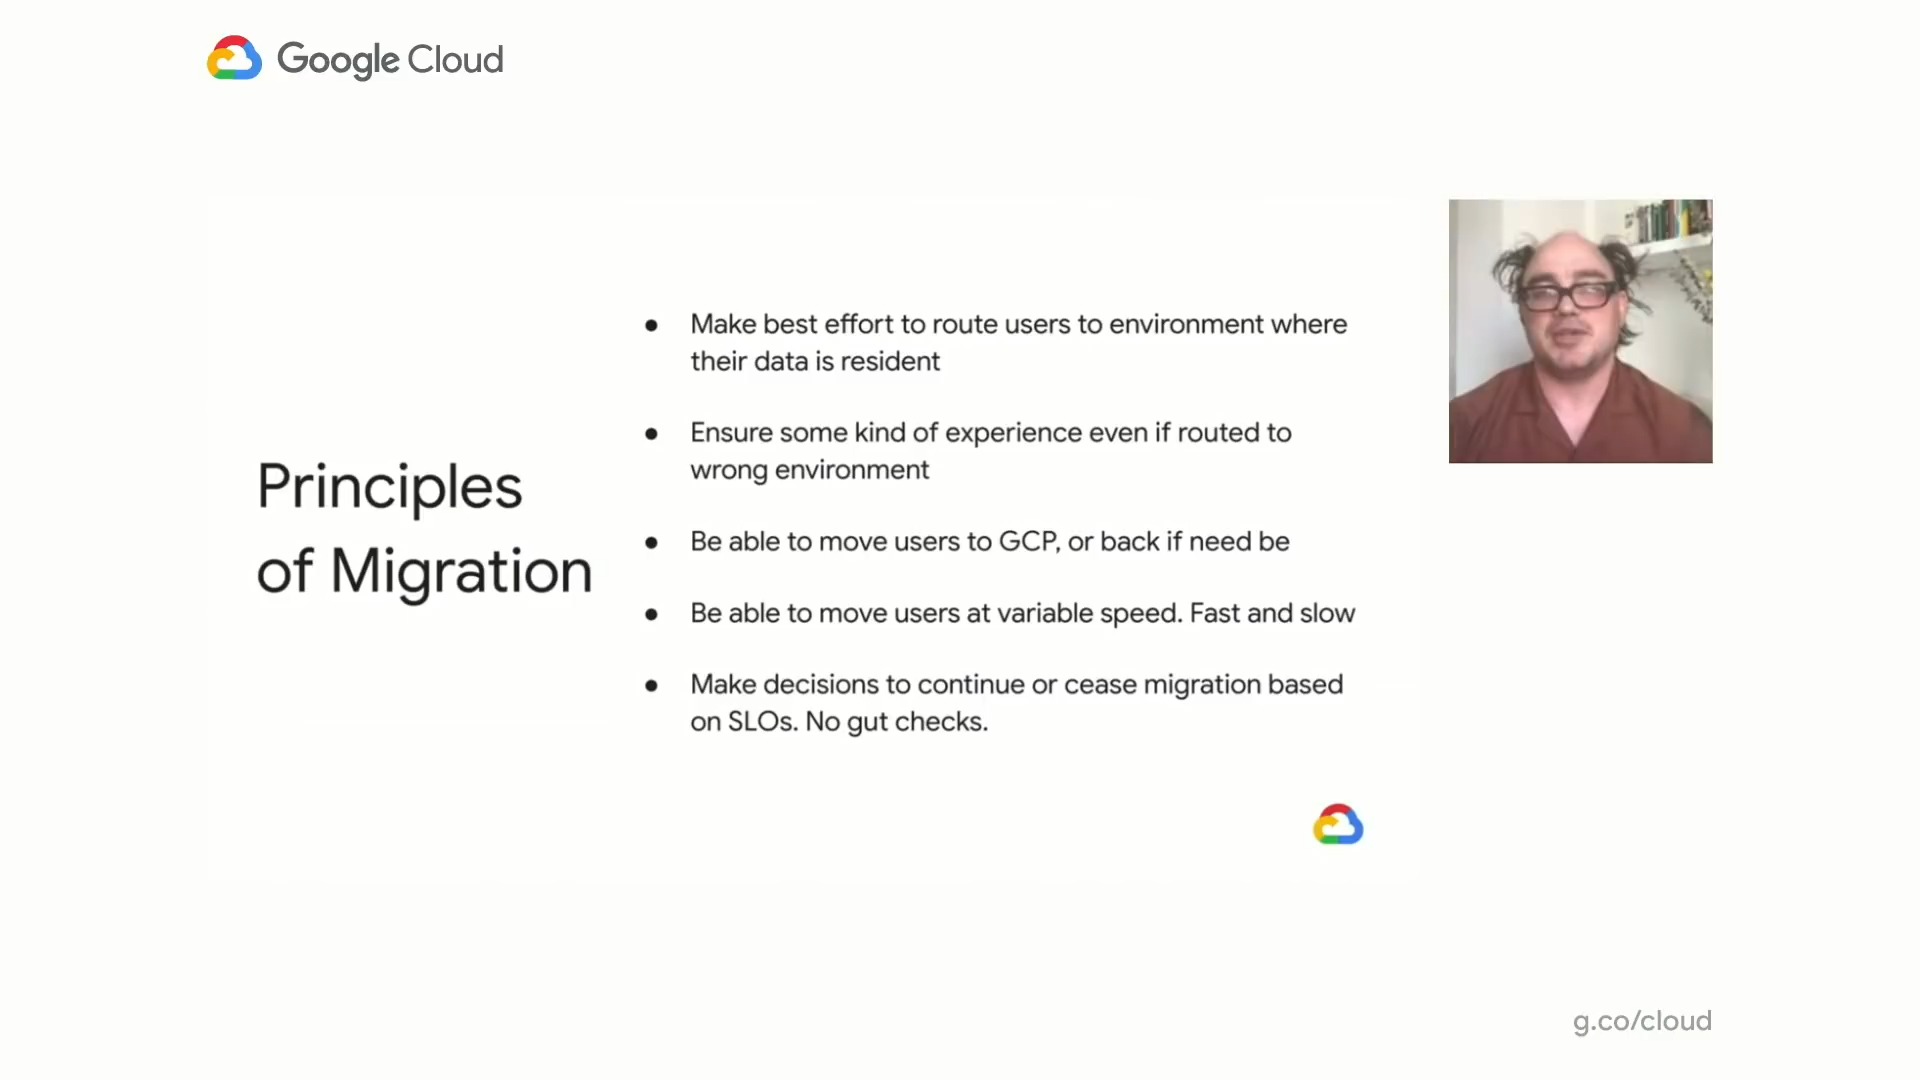 Google Cloud
Principles
of Migration
● Make best effort to route users to environment where
their data is resident
● Ensure some kind of experience even if routed to
wrong environment
● Be able to move users to GCP, or back if need be
● Be able to move users at variable speed. Fast and slow
● Make decisions to continue or cease migration based
on SLOs. No gut checks.
g.co/cloud